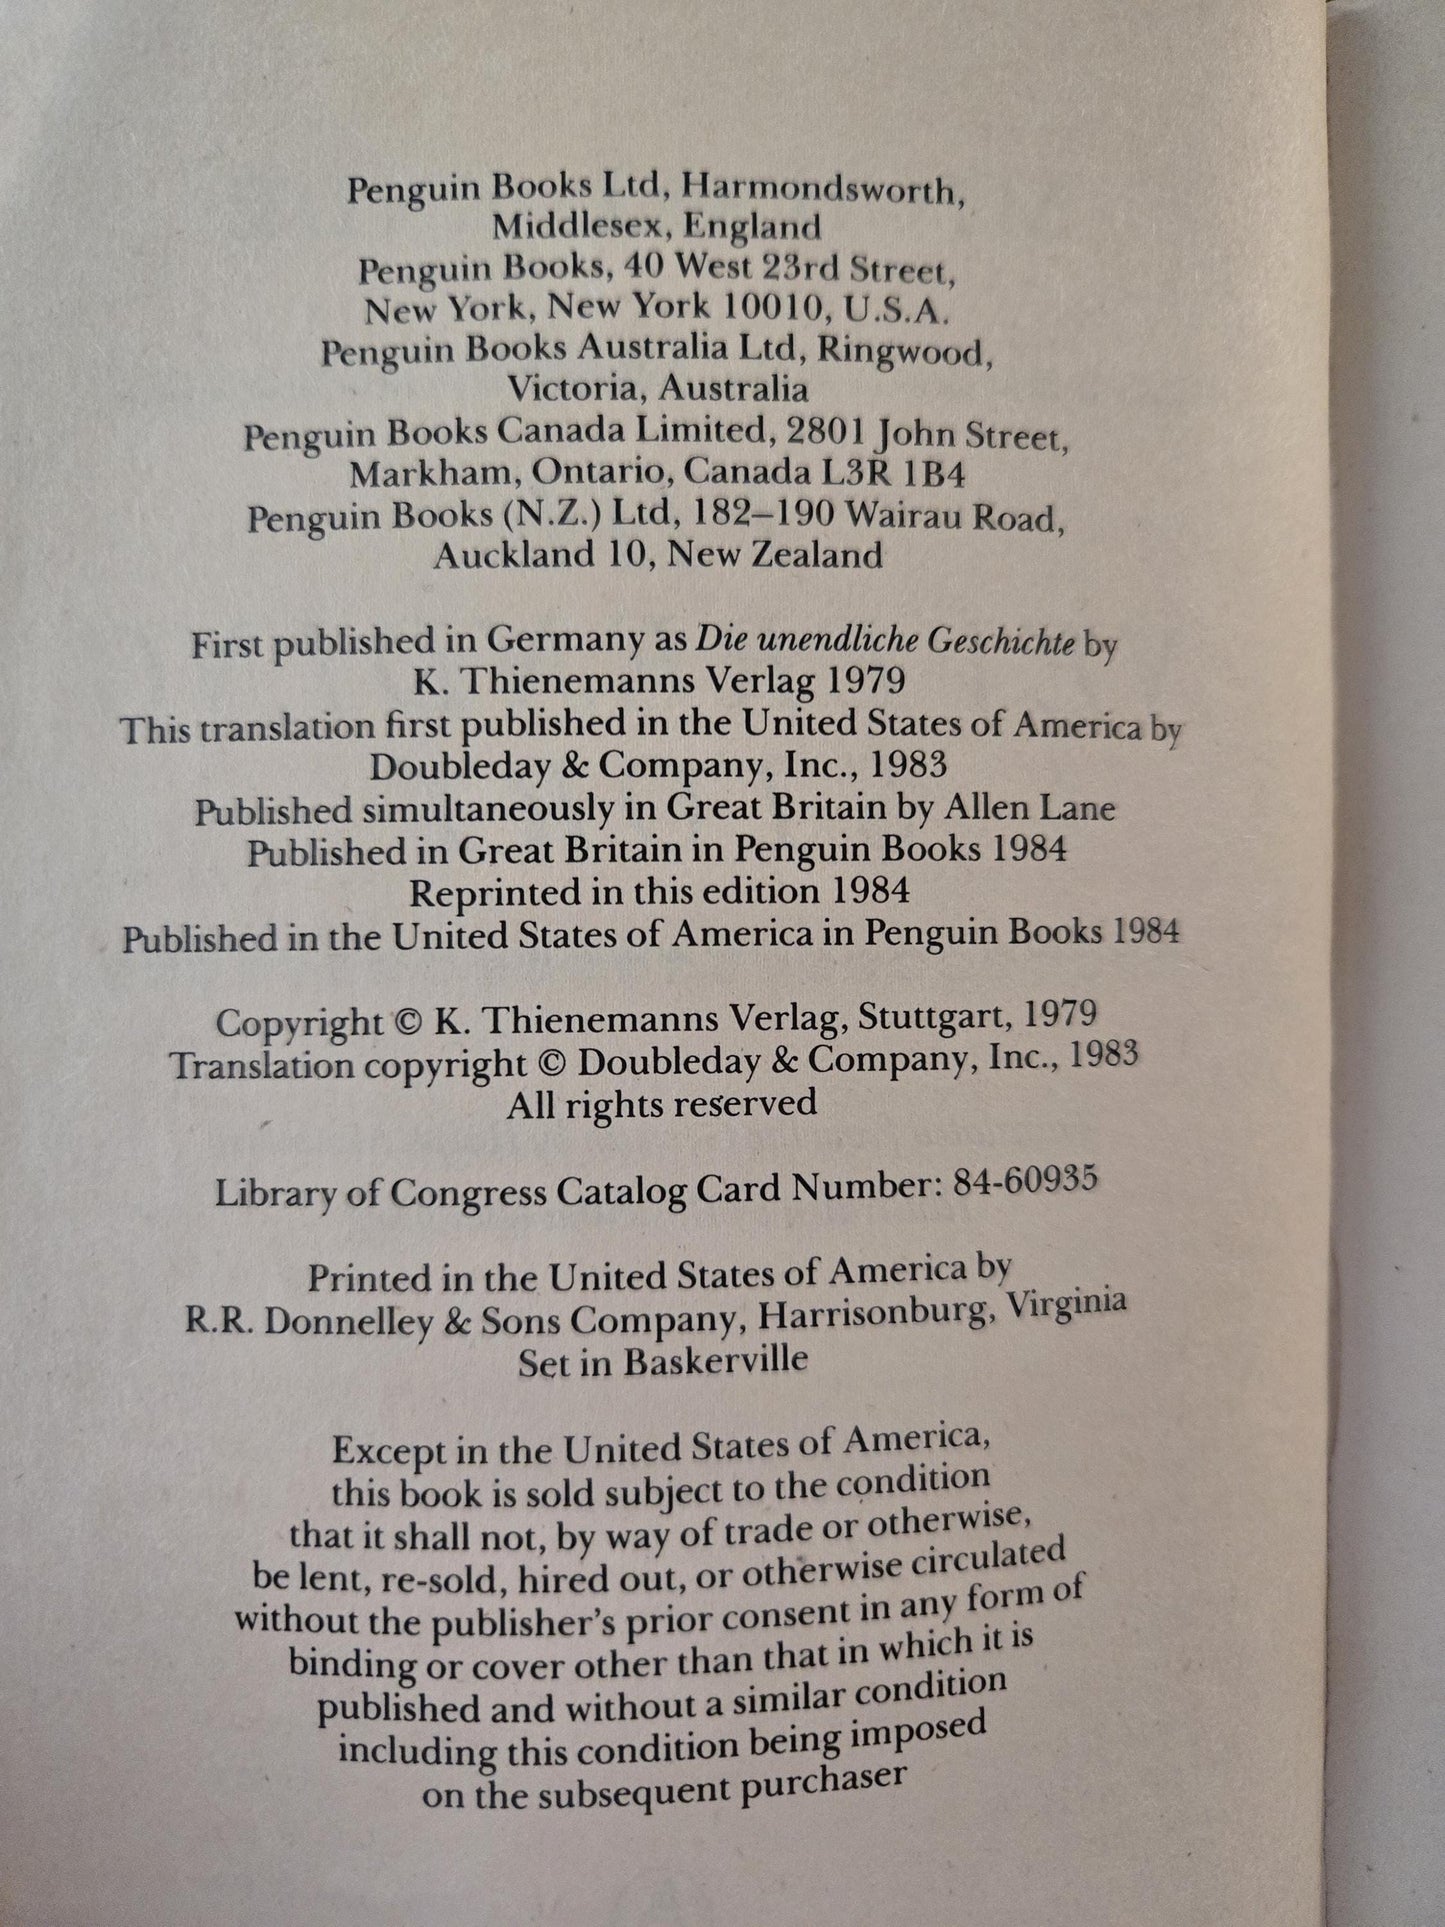 Penguin Books Ltd, Harmondsworth,
Middlesex, England
Penguin Books, 40 West 23rd Street,
New York, New York 10010, U.S.A.
Penguin Books Australia Ltd, Ringwood,
Victoria, Australia
Penguin Books Canada Limited, 2801 John Street,
Markham, Ontario, Canada L3R 1B4
Penguin Books (N.Z.) Ltd, 182–190 Wairau Road,
Auckland 10, New Zealand
First published in Germany as Die unendliche Geschichte by
K. Thienemanns Verlag 1979
This translation first published in the United States of America by
Doubleday & Company, Inc., 1983
Published simultaneously in Great Britain by Allen Lane
Published in Great Britain in Penguin Books 1984
Reprinted in this edition 1984
Published in the United States of America in Penguin Books 1984
Copyright © K. Thienemanns Verlag, Stuttgart, 1979
Translation copyright © Doubleday & Company, Inc., 1983
All rights reserved
Library of Congress Catalog Card Number: 84-60935
Printed in the United States of America by
R.R. Donnelley & Sons Company, Harrisonburg, Virginia
Set in Baskerville
Except in the United States of America,
this book is sold subject to the condition
that it shall not, by way of trade or otherwise,
be lent, re-sold, hired out, or otherwise circulated
without the publisher's prior consent in any form of
binding or cover other than that in which it is
published and without a similar condition
including this condition being imposed
on the subsequent purchaser